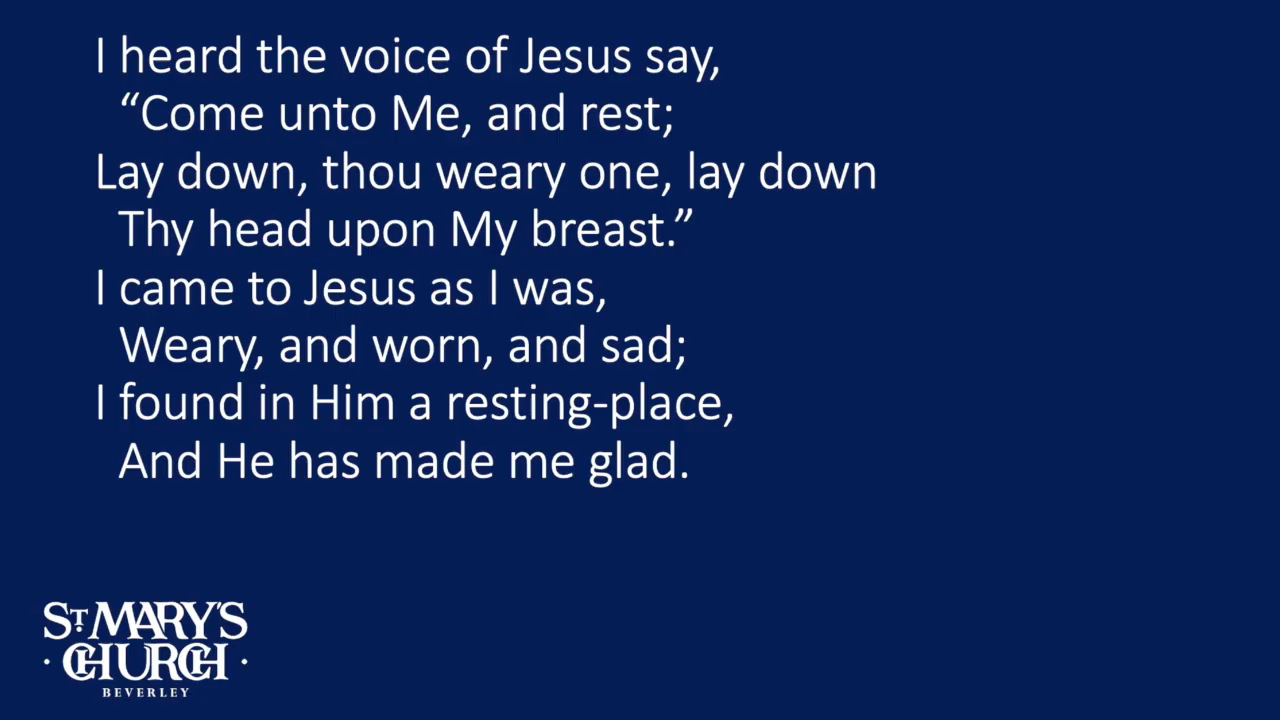 I heard the voice of Jesus say,
“Come unto Me, and rest;
Lay down, thou weary one, lay down
Thy head upon My breast.”
I came to Jesus as I was,
Weary, and worn, and sad;
I found in Him a resting-place,
And He has made me glad.
ST MARY'S
· CHURCH ·
BEVERLEY